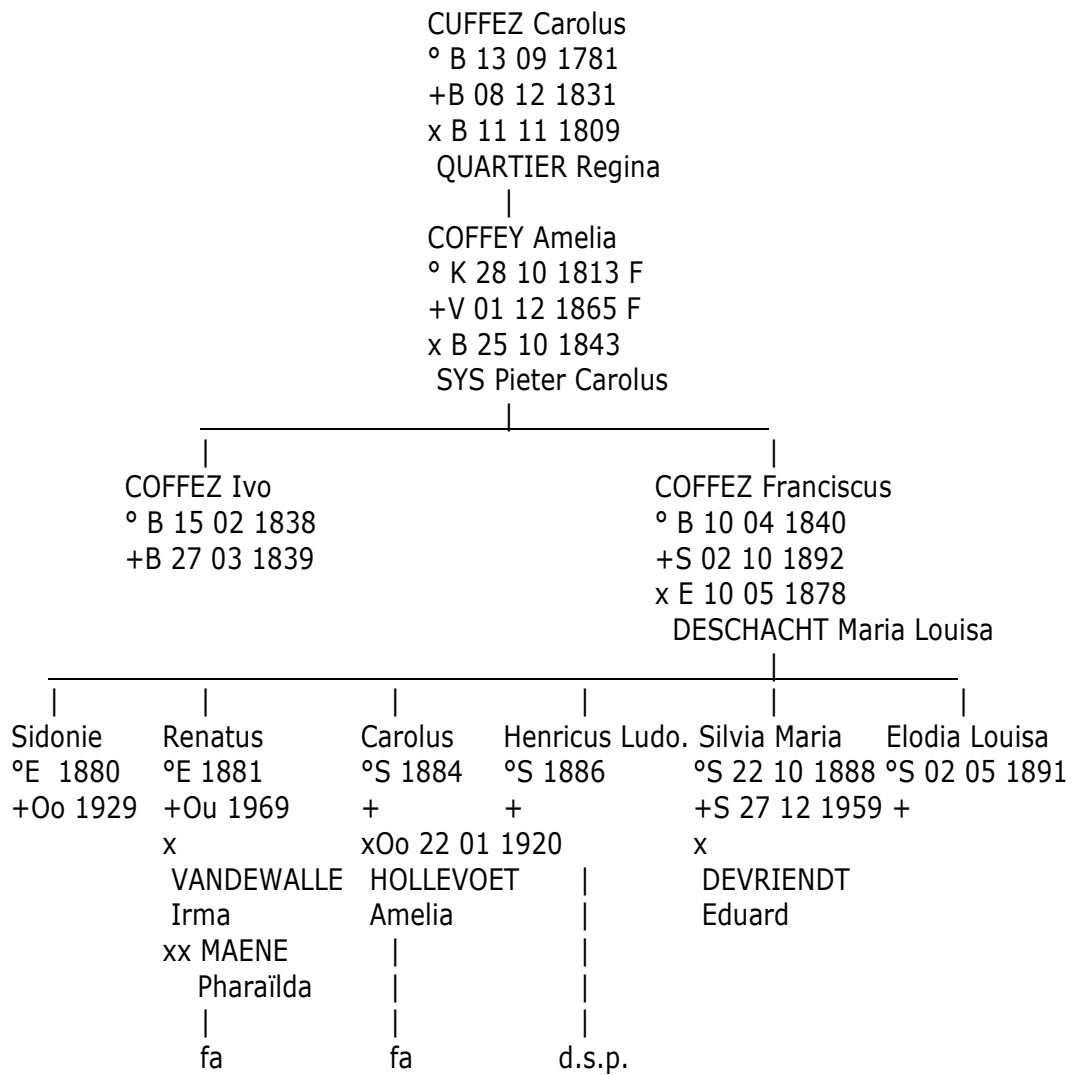 CUFFEZ Carolus
° B 13 09 1781
+B 08 12 1831
x B 11 11 1809
QUARTIER Regina
COFFEY Amelia
° K 28 10 1813 F
+V 01 12 1865 F
x B 25 10 1843
SYS Pieter Carolus
COFFEZ Ivo COFFEZ Franciscus
° B 15 02 1838 ° B 10 04 1840
+B 27 03 1839 +S 02 10 1892
x E 10 05 1878
DESCHACHT Maria Louisa
Sidonie Renatus Carolus Henricus Ludo. Silvia Maria Elodia Louisa
°E 1880 °E 1881 °S 1884 °S 1886 °S 22 10 1888 °S 02 05 1891
+Oo 1929 +Ou 1969 + + +S 27 12 1959 +
x xOo 22 01 1920 x
VANDEWALLE HOLLEVOET DEVRIENDT
Irma Amelia Eduard
xx MAENE
Pharaïlda
fa fa d.s.p.